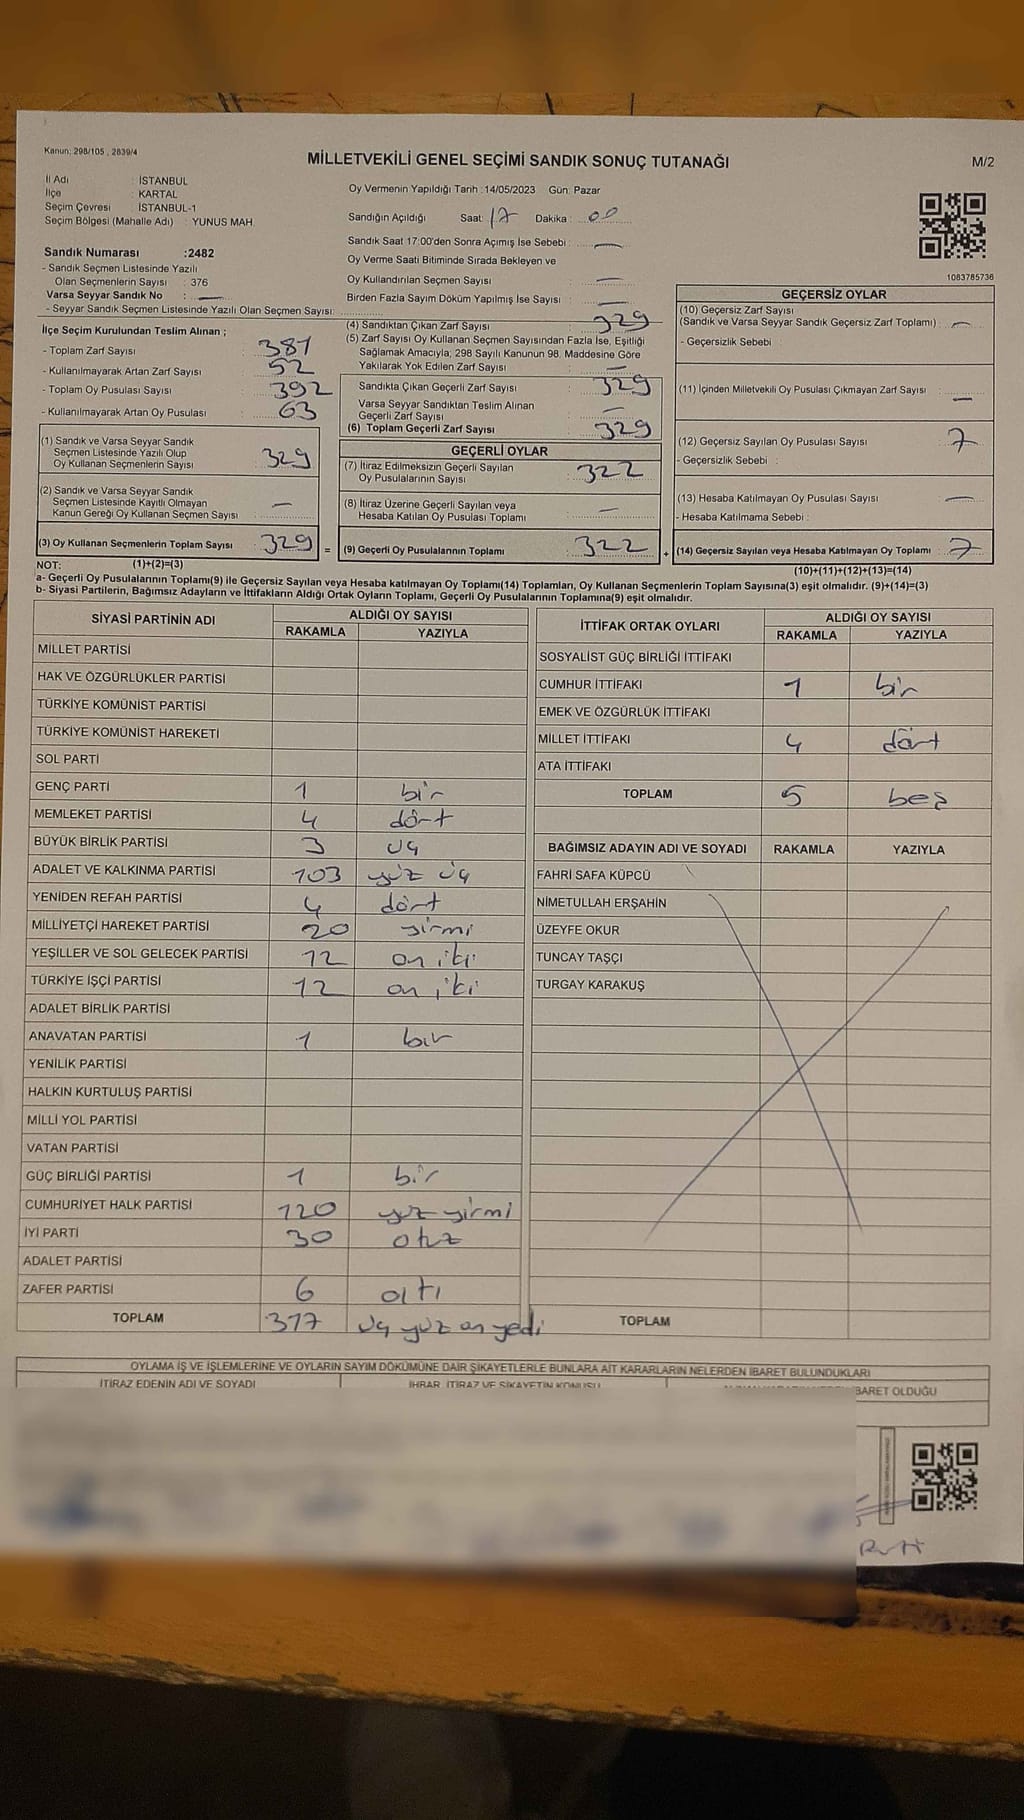 Kanun; 298/105 , 2839/4
MİLLETVEKİLİ GENEL SEÇİMİ SANDIK SONUÇ TUTANAĞI
M/2
İl Adı : İSTANBUL
İlçe : KARTAL
Seçim Çevresi : İSTANBUL-1
Seçim Bölgesi (Mahalle Adı) : YUNUS MAH.
Sandık Numarası :2482
- Sandık Seçmen Listesinde Yazılı
Olan Seçmenlerin Sayısı : 376
Varsa Seyyar Sandık No : —
- Seyyar Sandık Seçmen Listesinde Yazılı Olan Seçmen Sayısı:
Oy Vermenin Yapıldığı Tarih :14/05/2023 Gün: Pazar
Sandığın Açıldığı Saat: 17 Dakika : 00
Sandık Saat 17:00'den Sonra Açımış İse Sebebi : —
Oy Verme Saati Bitiminde Sırada Bekleyen ve
Oy Kullandırılan Seçmen Sayısı : —
Birden Fazla Sayım Döküm Yapılmış İse Sayısı : —
1083785736
İlçe Seçim Kurulundan Teslim Alınan ;
- Toplam Zarf Sayısı : 381
- Kullanılmayarak Artan Zarf Sayısı : 52
- Toplam Oy Pusulası Sayısı : 392
- Kullanılmayarak Artan Oy Pusulası : 63
(1) Sandık ve Varsa Seyyar Sandık
Seçmen Listesinde Yazılı Olup
Oy Kullanan Seçmenlerin Sayısı : 329
(2) Sandık ve Varsa Seyyar Sandık
Seçmen Listesinde Kayıtlı Olmayan
Kanun Gereği Oy Kullanan Seçmen Sayısı : —
(3) Oy Kullanan Seçmenlerin Toplam Sayısı : 329
(4) Sandıktan Çıkan Zarf Sayısı : 329
(5) Zarf Sayısı Oy Kullanan Seçmen Sayısından Fazla İse, Eşitliği
Sağlamak Amacıyla; 298 Sayılı Kanunun 98. Maddesine Göre
Yakılarak Yok Edilen Zarf Sayısı : —
Sandıkta Çıkan Geçerli Zarf Sayısı : 329
Varsa Seyyar Sandıktan Teslim Alınan
Geçerli Zarf Sayısı : —
(6) Toplam Geçerli Zarf Sayısı : 329
GEÇERLİ OYLAR
(7) İtiraz Edilmeksizin Geçerli Sayılan
Oy Pusulalarının Sayısı : 322
(8) İtiraz Üzerine Geçerli Sayılan veya
Hesaba Katılan Oy Pusulası Toplamı : —
= (9) Geçerli Oy Pusulalarının Toplamı : 322
GEÇERSİZ OYLAR
(10) Geçersiz Zarf Sayısı
(Sandık ve Varsa Seyyar Sandık Geçersiz Zarf Toplamı) : —
- Geçersizlik Sebebi :
(11) İçinden Milletvekili Oy Pusulası Çıkmayan Zarf Sayısı : —
(12) Geçersiz Sayılan Oy Pusulası Sayısı : 7
- Geçersizlik Sebebi :
(13) Hesaba Katılmayan Oy Pusulası Sayısı : —
- Hesaba Katılmama Sebebi :
+ (14) Geçersiz Sayılan veya Hesaba Katılmayan Oy Toplamı : 7
NOT: (1)+(2)=(3)
(10)+(11)+(12)+(13)=(14)
a- Geçerli Oy Pusulalarının Toplamı(9) ile Geçersiz Sayılan veya Hesaba katılmayan Oy Toplamı(14) Toplamları, Oy Kullanan Seçmenlerin Toplam Sayısına(3) eşit olmalıdır. (9)+(14)=(3)
b- Siyasi Partilerin, Bağımsız Adayların ve İttifakların Aldığı Ortak Oyların Toplamı, Geçerli Oy Pusulalarının Toplamına(9) eşit olmalıdır.
SİYASİ PARTİNİN ADI
ALDIĞI OY SAYISI
RAKAMLA YAZIYLA
MİLLET PARTİSİ
HAK VE ÖZGÜRLÜKLER PARTİSİ
TÜRKİYE KOMÜNİST PARTİSİ
TÜRKİYE KOMÜNİST HAREKETİ
SOL PARTİ
GENÇ PARTİ 1 bir
MEMLEKET PARTİSİ 4 dört
BÜYÜK BİRLİK PARTİSİ 3 üç
ADALET VE KALKINMA PARTİSİ 103 yüz üç
YENİDEN REFAH PARTİSİ 4 dört
MİLLİYETÇİ HAREKET PARTİSİ 20 yirmi
YEŞİLLER VE SOL GELECEK PARTİSİ 12 on iki
TÜRKİYE İŞÇİ PARTİSİ 12 on iki
ADALET BİRLİK PARTİSİ
ANAVATAN PARTİSİ 1 bir
YENİLİK PARTİSİ
HALKIN KURTULUŞ PARTİSİ
MİLLİ YOL PARTİSİ
VATAN PARTİSİ
GÜÇ BİRLİĞİ PARTİSİ 1 bir
CUMHURİYET HALK PARTİSİ 120 yüz yirmi
İYİ PARTİ 30 otuz
ADALET PARTİSİ
ZAFER PARTİSİ 6 altı
TOPLAM 317 üç yüz on yedi
İTTİFAK ORTAK OYLARI
ALDIĞI OY SAYISI
RAKAMLA YAZIYLA
SOSYALİST GÜÇ BİRLİĞİ İTTİFAKI
CUMHUR İTTİFAKI 1 bir
EMEK VE ÖZGÜRLÜK İTTİFAKI
MİLLET İTTİFAKI 4 dört
ATA İTTİFAKI
TOPLAM 5 beş
BAĞIMSIZ ADAYIN ADI VE SOYADI RAKAMLA YAZIYLA
FAHRİ SAFA KÜPCÜ
NİMETULLAH ERŞAHİN
ÜZEYFE OKUR
TUNCAY TAŞÇI
TURGAY KARAKUŞ
TOPLAM
OYLAMA İŞ VE İŞLEMLERİNE VE OYLARIN SAYIM DÖKÜMÜNE DAİR ŞİKAYETLERLE BUNLARA AİT KARARLARIN NELERDEN İBARET BULUNDUKLARI
İTİRAZ EDENİN ADI VE SOYADI İHBAR, İTİRAZ VE ŞİKAYETİN KONUSU
İBARET OLDUĞU